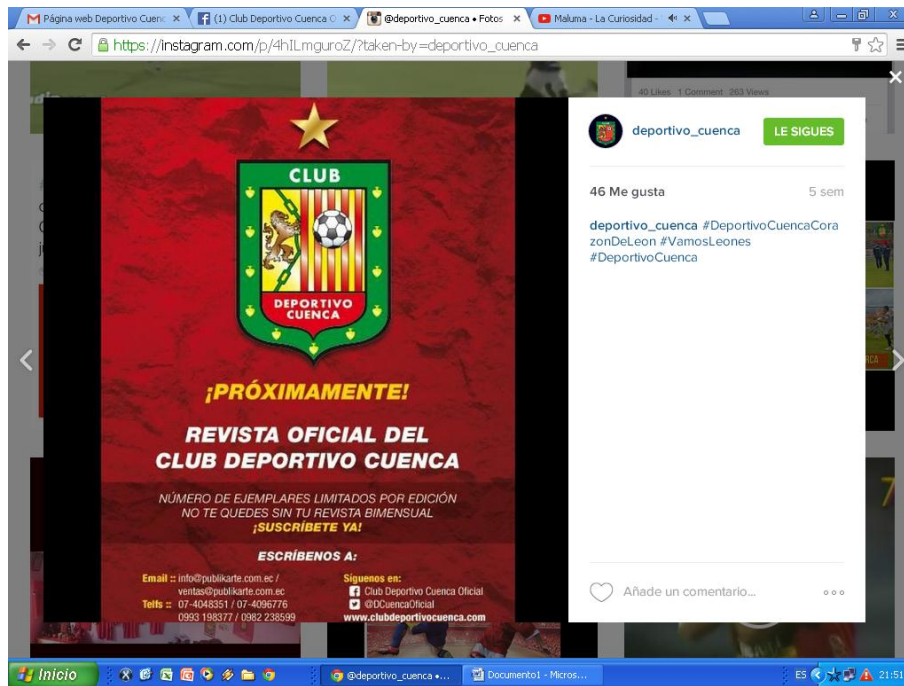 Página web Deportivo Cuenc
(1) Club Deportivo Cuenca O
@deportivo_cuenca • Fotos
Maluma - La Curiosidad -
https://instagram.com/p/4hILmguroZ/?taken-by=deportivo_cuenca
40 Likes 1 Comment 263 Views
CLUB
DEPORTIVO
CUENCA
¡PRÓXIMAMENTE!
REVISTA OFICIAL DEL
CLUB DEPORTIVO CUENCA
NÚMERO DE EJEMPLARES LIMITADOS POR EDICIÓN
NO TE QUEDES SIN TU REVISTA BIMENSUAL
¡SUSCRÍBETE YA!
ESCRÍBENOS A:
Email :: info@publikarte.com.ec /
ventas@publikarte.com.ec
Telfs :: 07-4048351 / 07-4096776
0993 198377 / 0982 238599
Síguenos en:
Club Deportivo Cuenca Oficial
@DCuencaOficial
www.clubdeportivocuenca.com
deportivo_cuenca
LE SIGUES
46 Me gusta
5 sem
deportivo_cuenca #DeportivoCuencaCora
zonDeLeon #VamosLeones
#DeportivoCuenca
Añade un comentario...
Inicio
@deportivo_cuenca •...
Documento1 - Micros...
ES
21:51